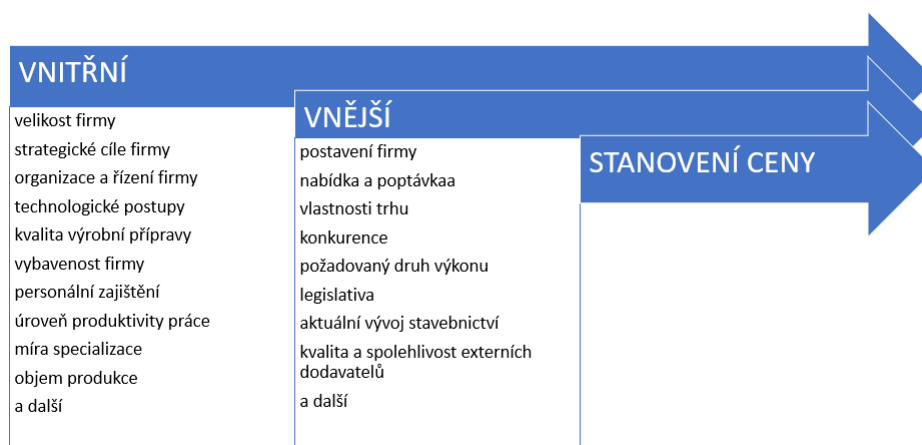 VNITŘNÍ
velikost firmy
strategické cíle firmy
organizace a řízení firmy
technologické postupy
kvalita výrobní přípravy
vybavenost firmy
personální zajištění
úroveň produktivity práce
míra specializace
objem produkce
a další
VNĚJŠÍ
postavení firmy
nabídka a poptávkaa
vlastnosti trhu
konkurence
požadovaný druh výkonu
legislativa
aktuální vývoj stavebnictví
kvalita a spolehlivost externích
dodavatelů
a další
STANOVENÍ CENY